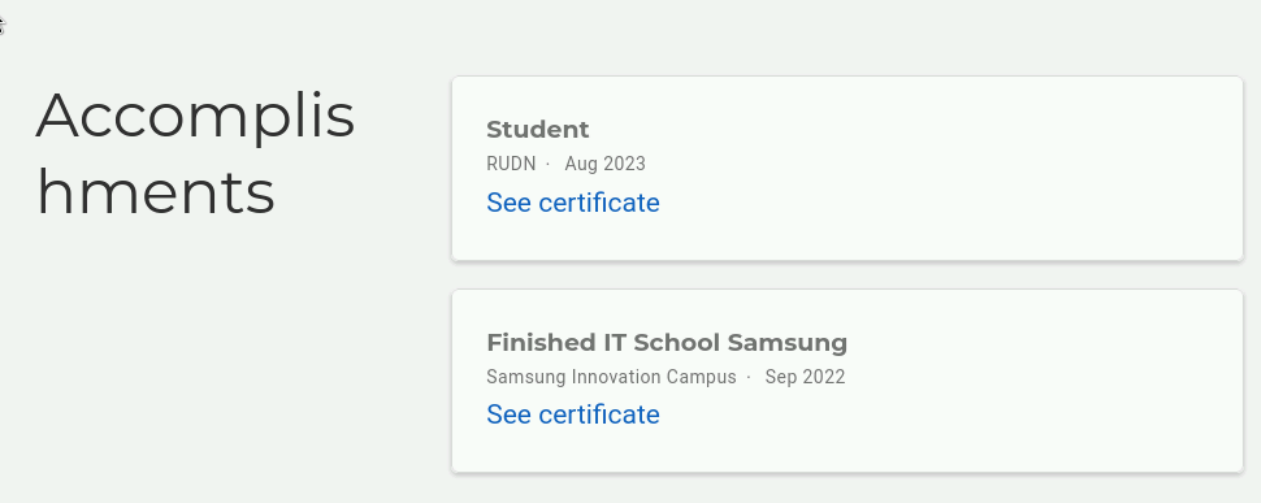 Accomplis
hments
Student
RUDN · Aug 2023
See certificate
Finished IT School Samsung
Samsung Innovation Campus · Sep 2022
See certificate